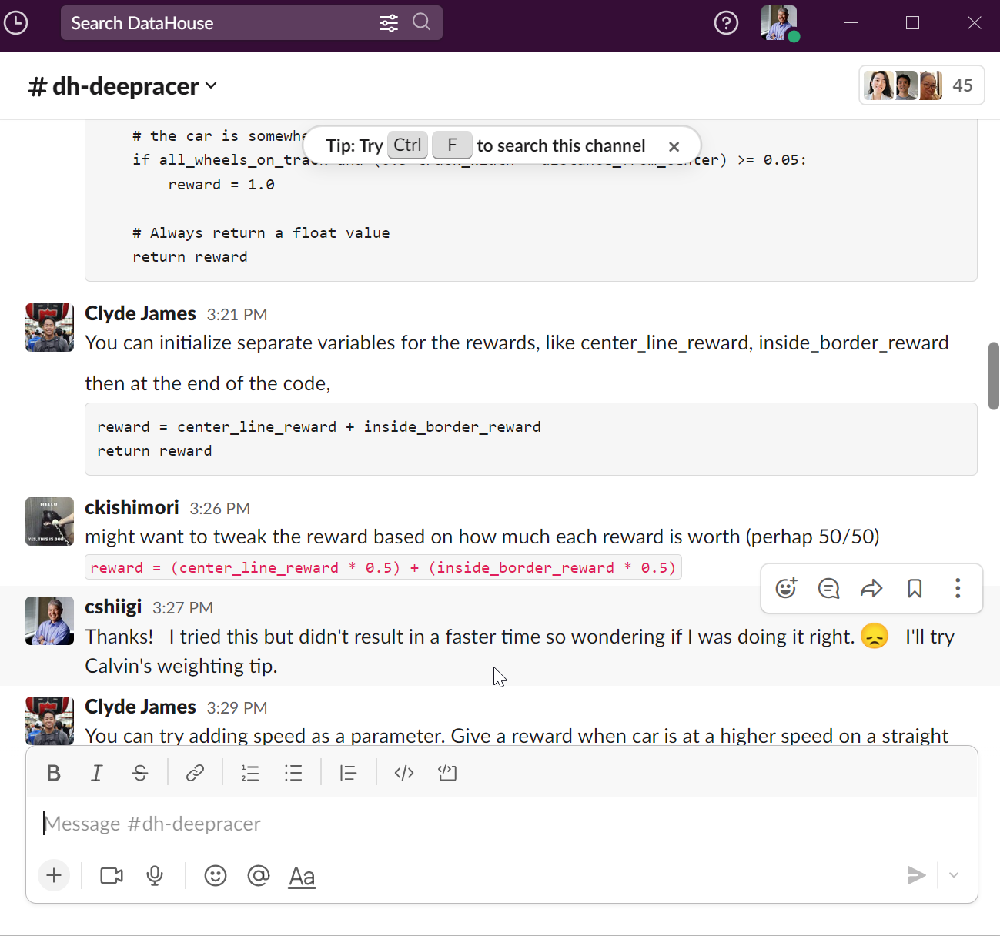 Search DataHouse
# dh-deepracer
45
# the car is somewhe
Tip: Try Ctrl F to search this channel
if all_wheels_on_tra ter) >= 0.05:
reward = 1.0
# Always return a float value
return reward
Clyde James 3:21 PM
You can initialize separate variables for the rewards, like center_line_reward, inside_border_reward
then at the end of the code,
reward = center_line_reward + inside_border_reward
return reward
ckishimori 3:26 PM
HELLO
YES, THIS IS DOG
might want to tweak the reward based on how much each reward is worth (perhap 50/50)
reward = (center_line_reward * 0.5) + (inside_border_reward * 0.5)
cshiigi 3:27 PM
Thanks! I tried this but didn't result in a faster time so wondering if I was doing it right. 😞 I'll try
Calvin's weighting tip.
Clyde James 3:29 PM
You can try adding speed as a parameter. Give a reward when car is at a higher speed on a straight
Message #dh-deepracer
Aa